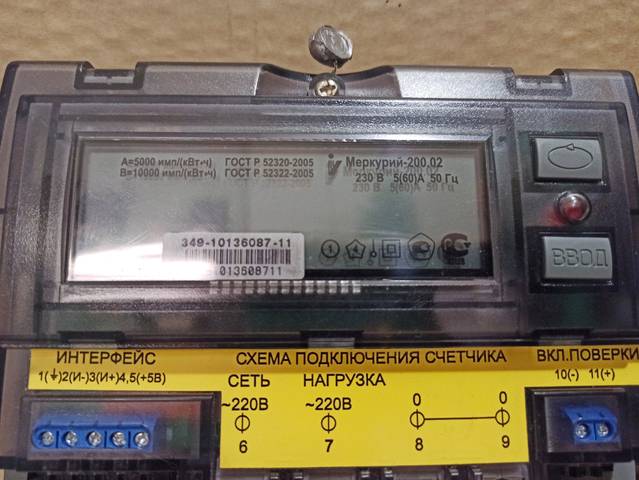 A=5000 имп/(кВт•ч) ГОСТ Р 52320-2005
B=10000 имп/(кВт•ч) ГОСТ Р 52322-2005
Меркурий-200.02
230 В 5(60)А 50 Гц
349-10136087-11
ВВОД
ИНТЕРФЕЙС
1(⏚)2(И-)3(И+)4,5(+5В)
СХЕМА ПОДКЛЮЧЕНИЯ СЧЕТЧИКА
ВКЛ.ПОВЕРКИ
10(-) 11(+)
СЕТЬ НАГРУЗКА
~220В ~220В 0 0
6 7 8 9